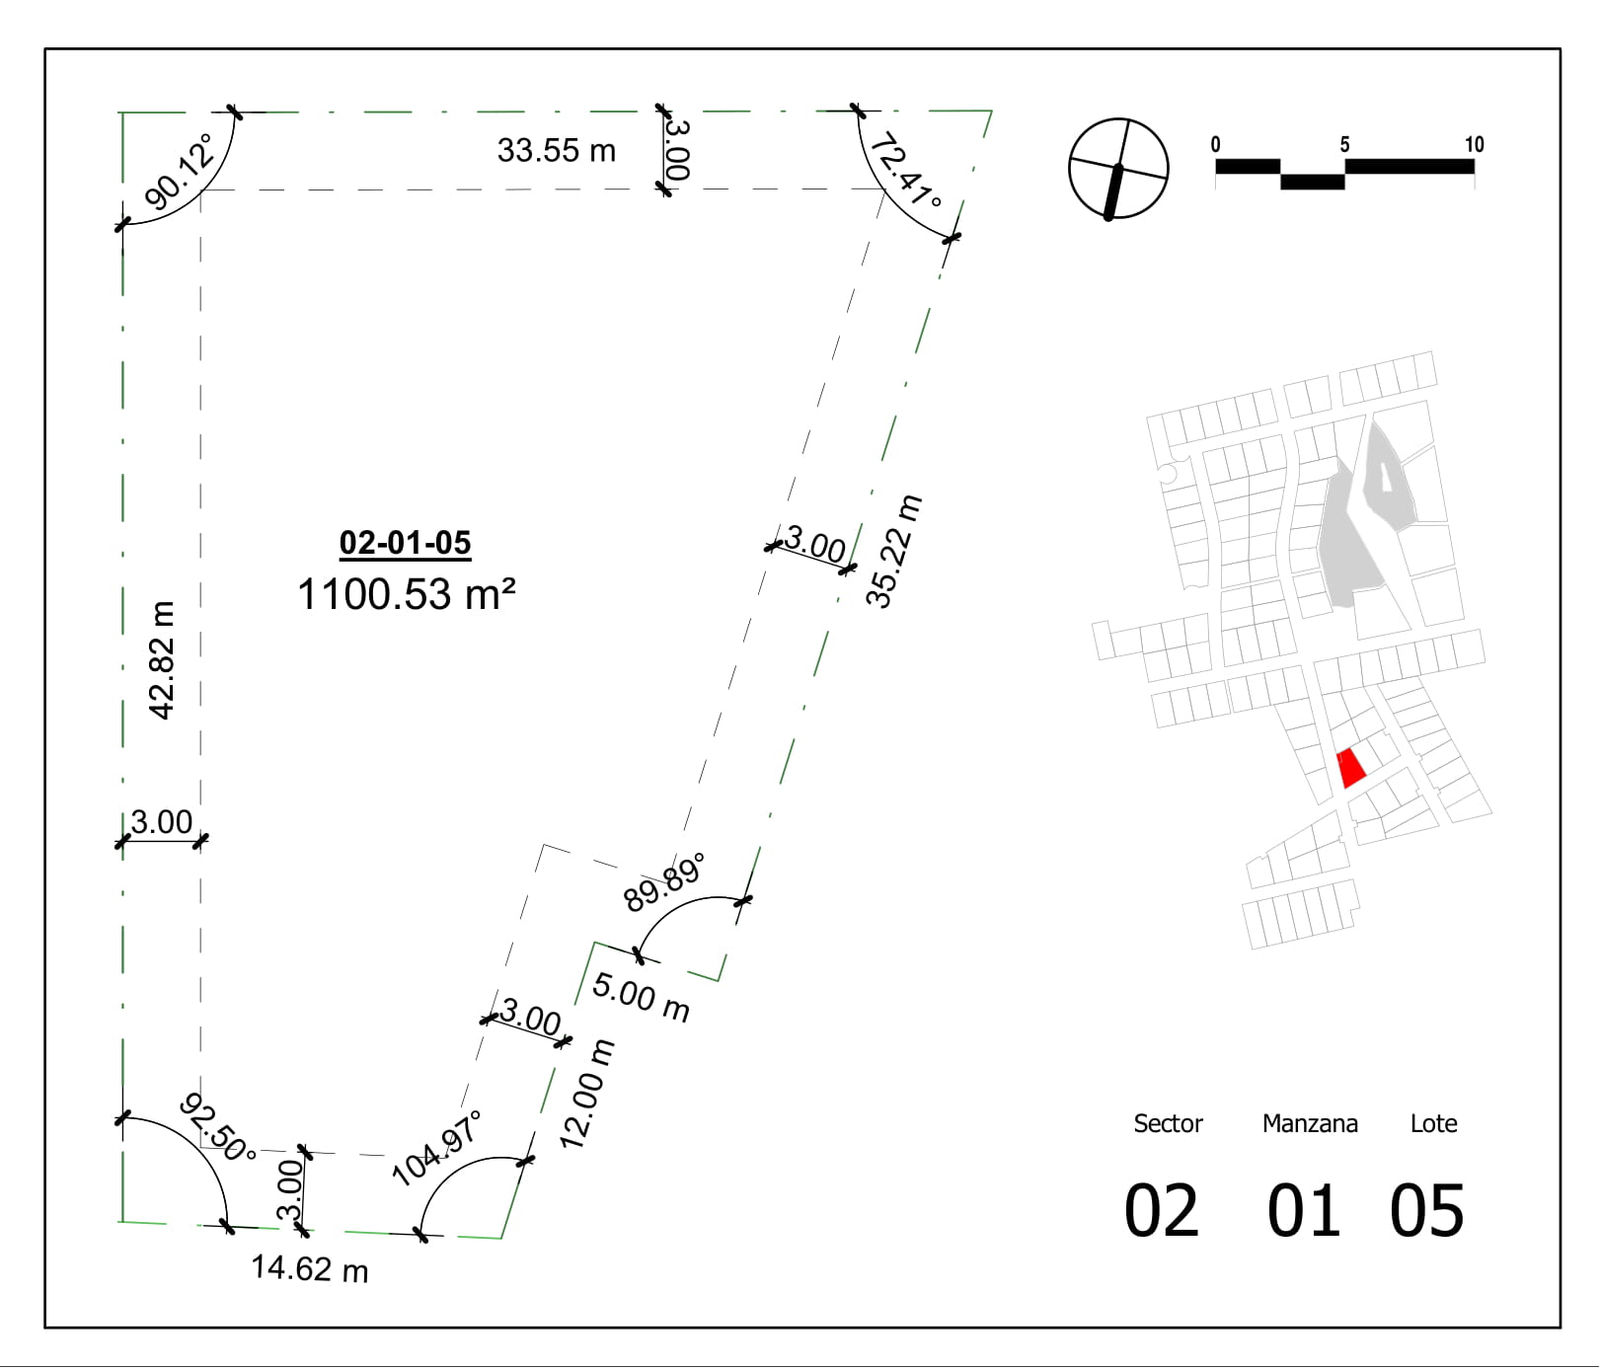 90.12°
33.55 m
3.00
72.41°
0 5 10
02-01-05
1100.53 m²
3.00
35.22 m
42.82 m
3.00
89.89°
5.00 m
3.00
12.00 m
92.50°
3.00
104.97°
14.62 m
Sector Manzana Lote
02 01 05